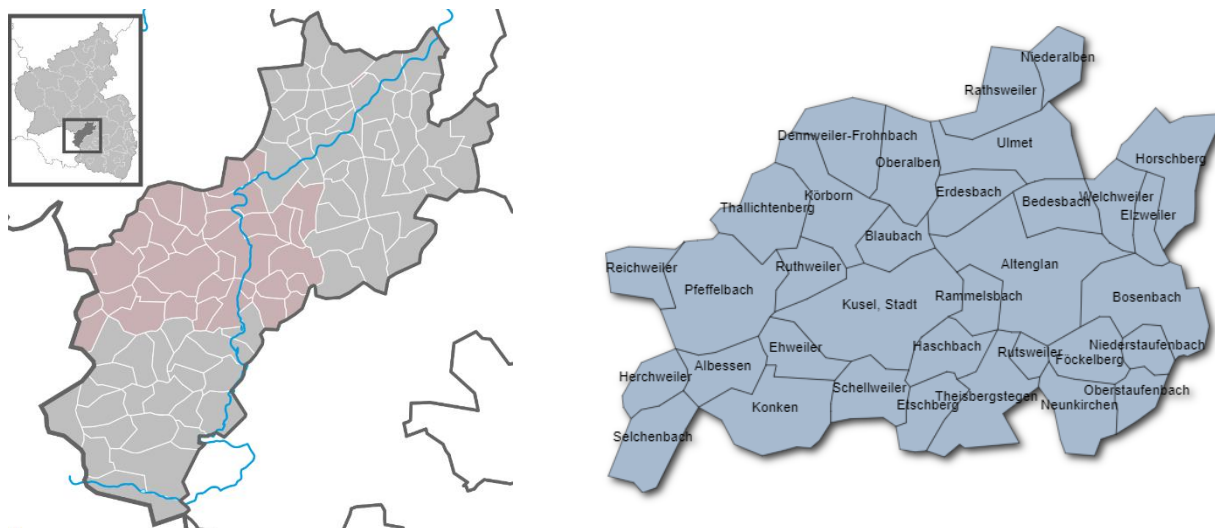 Niederalben
Rathsweiler
Dennweiler-Frohnbach
Ulmet
Oberalben
Horschberg
Erdesbach
Körborn
Welchweiler
Bedesbach
Thallichtenberg
Elzweiler
Blaubach
Altenglan
Reichweiler
Ruthweiler
Pfeffelbach
Rammelsbach
Bosenbach
Kusel, Stadt
Ehweiler
Haschbach
Niederstaufenbach
Rutsweiler
Föckelberg
Albessen
Herchweiler
Schellweiler
Oberstaufenbach
Theisbergstegen
Konken
Etschberg
Neunkirchen
Selchenbach